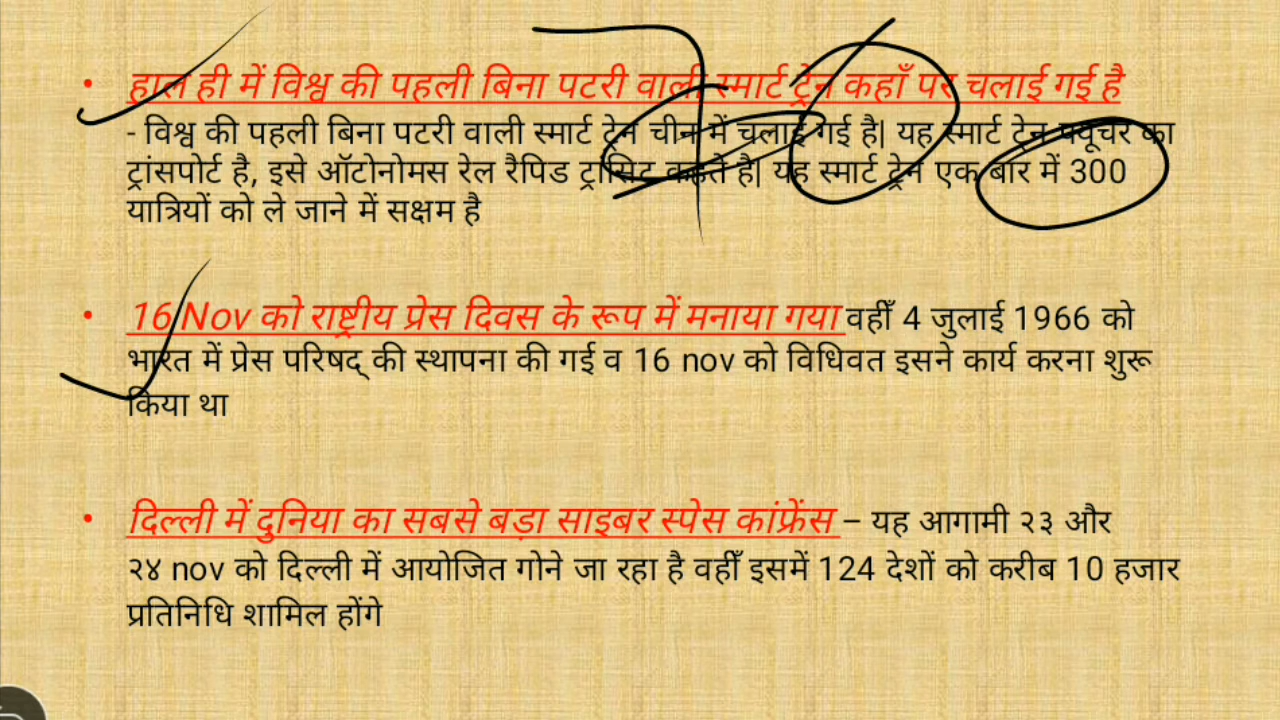 • हाल ही में विश्व की पहली बिना पटरी वाली स्मार्ट ट्रेन कहाँ पर चलाई गई है
- विश्व की पहली बिना पटरी वाली स्मार्ट ट्रेन चीन में चलाई गई है| यह स्मार्ट ट्रेन फ्यूचर का
ट्रांसपोर्ट है, इसे ऑटोनोमस रेल रैपिड ट्रांसिट कहते है| यह स्मार्ट ट्रेन एक बार में 300
यात्रियों को ले जाने में सक्षम है
• 16 Nov को राष्ट्रीय प्रेस दिवस के रूप में मनाया गया वहीँ 4 जुलाई 1966 को
भारत में प्रेस परिषद् की स्थापना की गई व 16 nov को विधिवत इसने कार्य करना शुरू
किया था
• दिल्ली में दुनिया का सबसे बड़ा साइबर स्पेस कांफ्रेंस – यह आगामी २३ और
२४ nov को दिल्ली में आयोजित गोने जा रहा है वहीँ इसमें 124 देशों को करीब 10 हजार
प्रतिनिधि शामिल होंगे